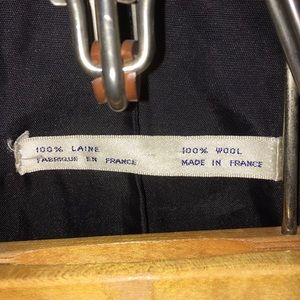 100% LAINE 100% WOOL
FABRIQUE EN FRANCE MADE IN FRANCE